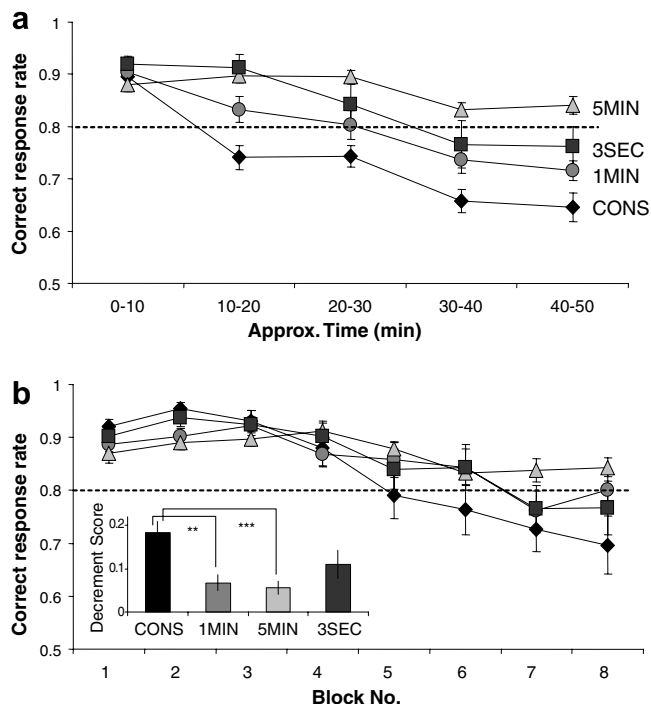 a
1
0.9
0.8
0.7
0.6
0.5
Correct response rate
5MIN
3SEC
1MIN
CONS
0-10 10-20 20-30 30-40 40-50
Approx. Time (min)
b
1
0.9
0.8
0.7
0.6
0.5
Correct response rate
0.2
0.1
0
Decrement Score
** ***
CONS 1MIN 5MIN 3SEC
1 2 3 4 5 6 7 8
Block No.